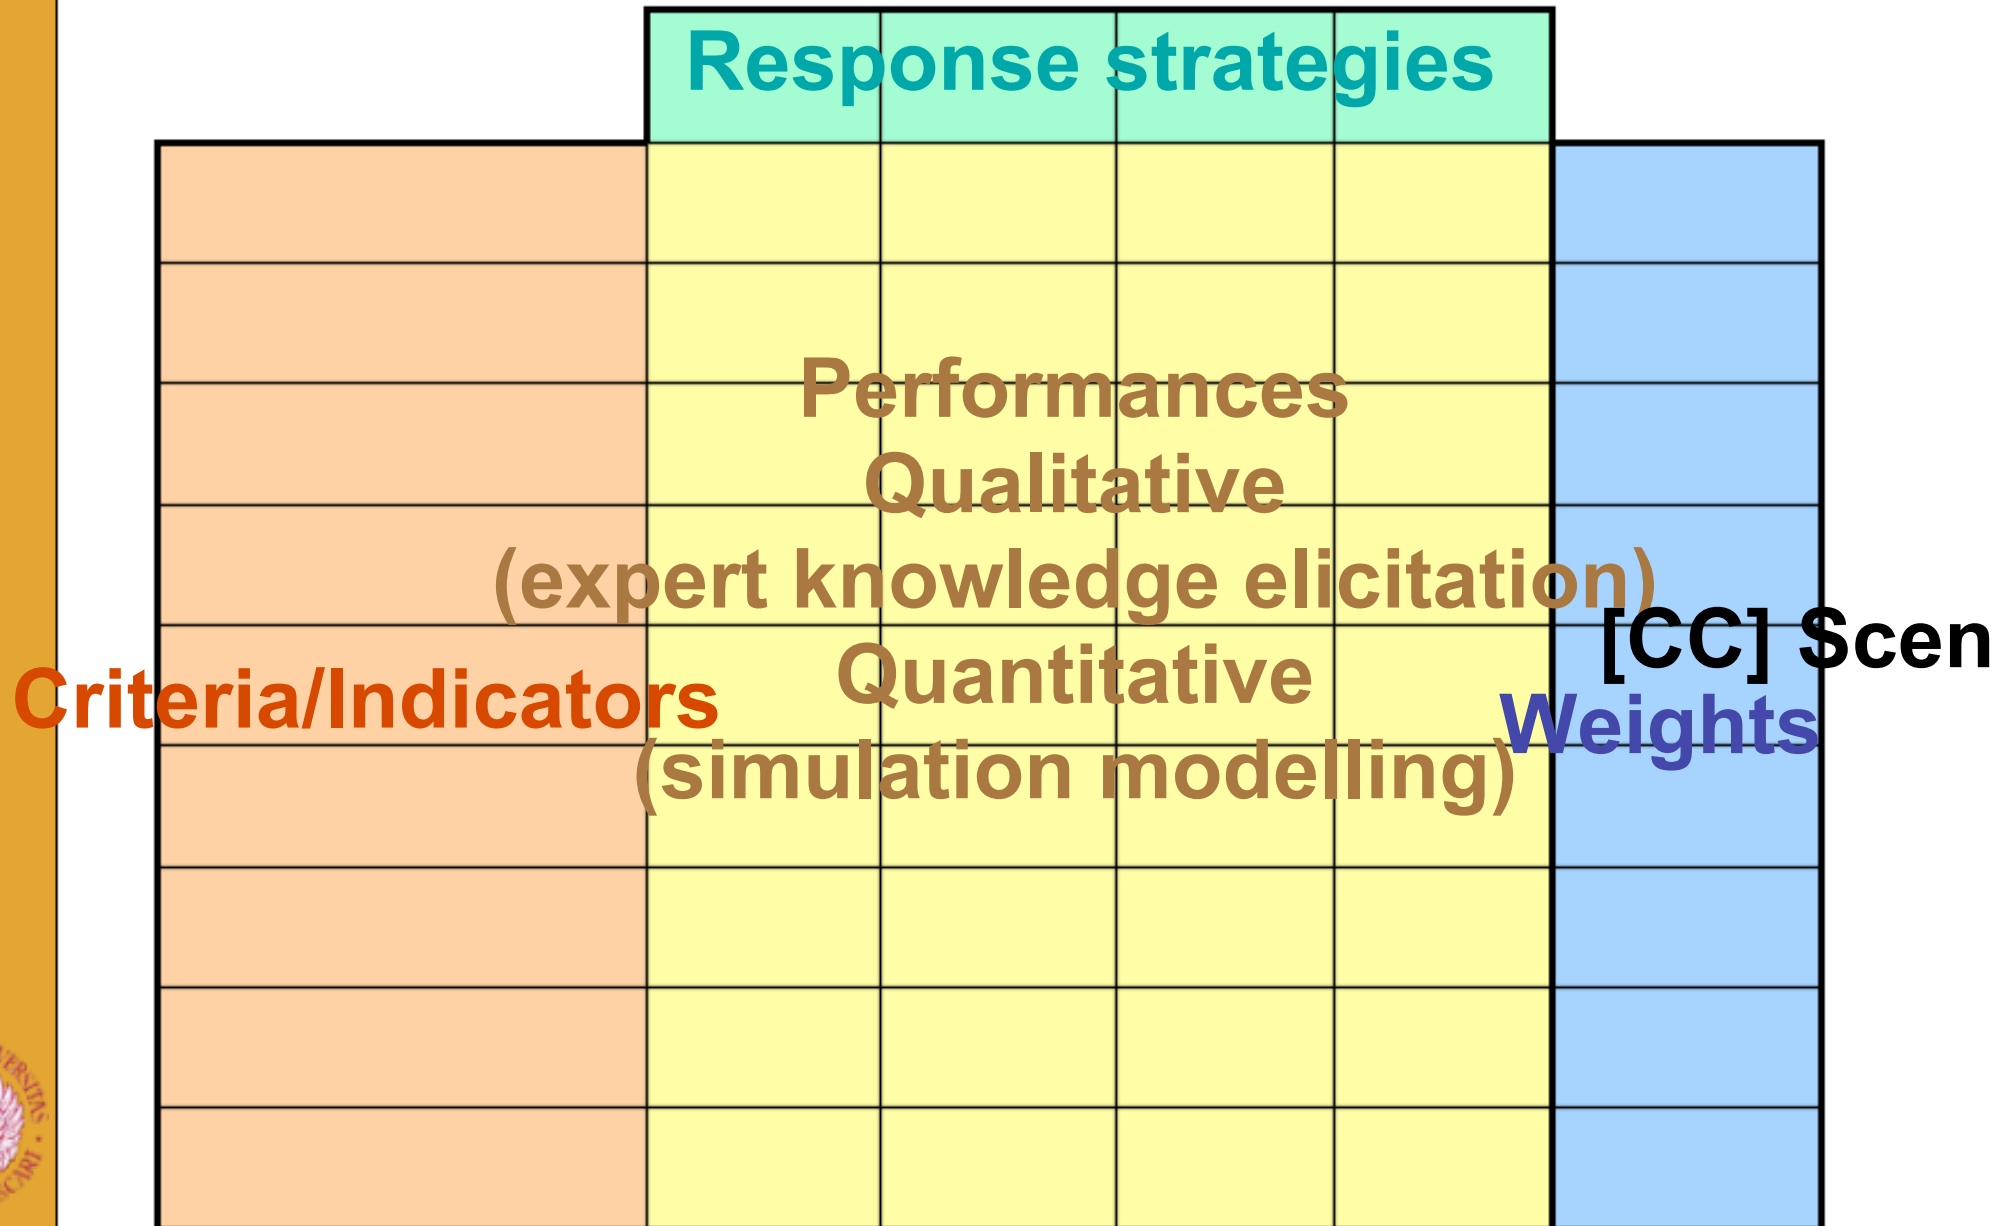 Response strategies
Performances
Qualitative
(expert knowledge elicitation)
Quantitative
(simulation modelling)
Criteria/Indicators
[CC] Scen
Weights